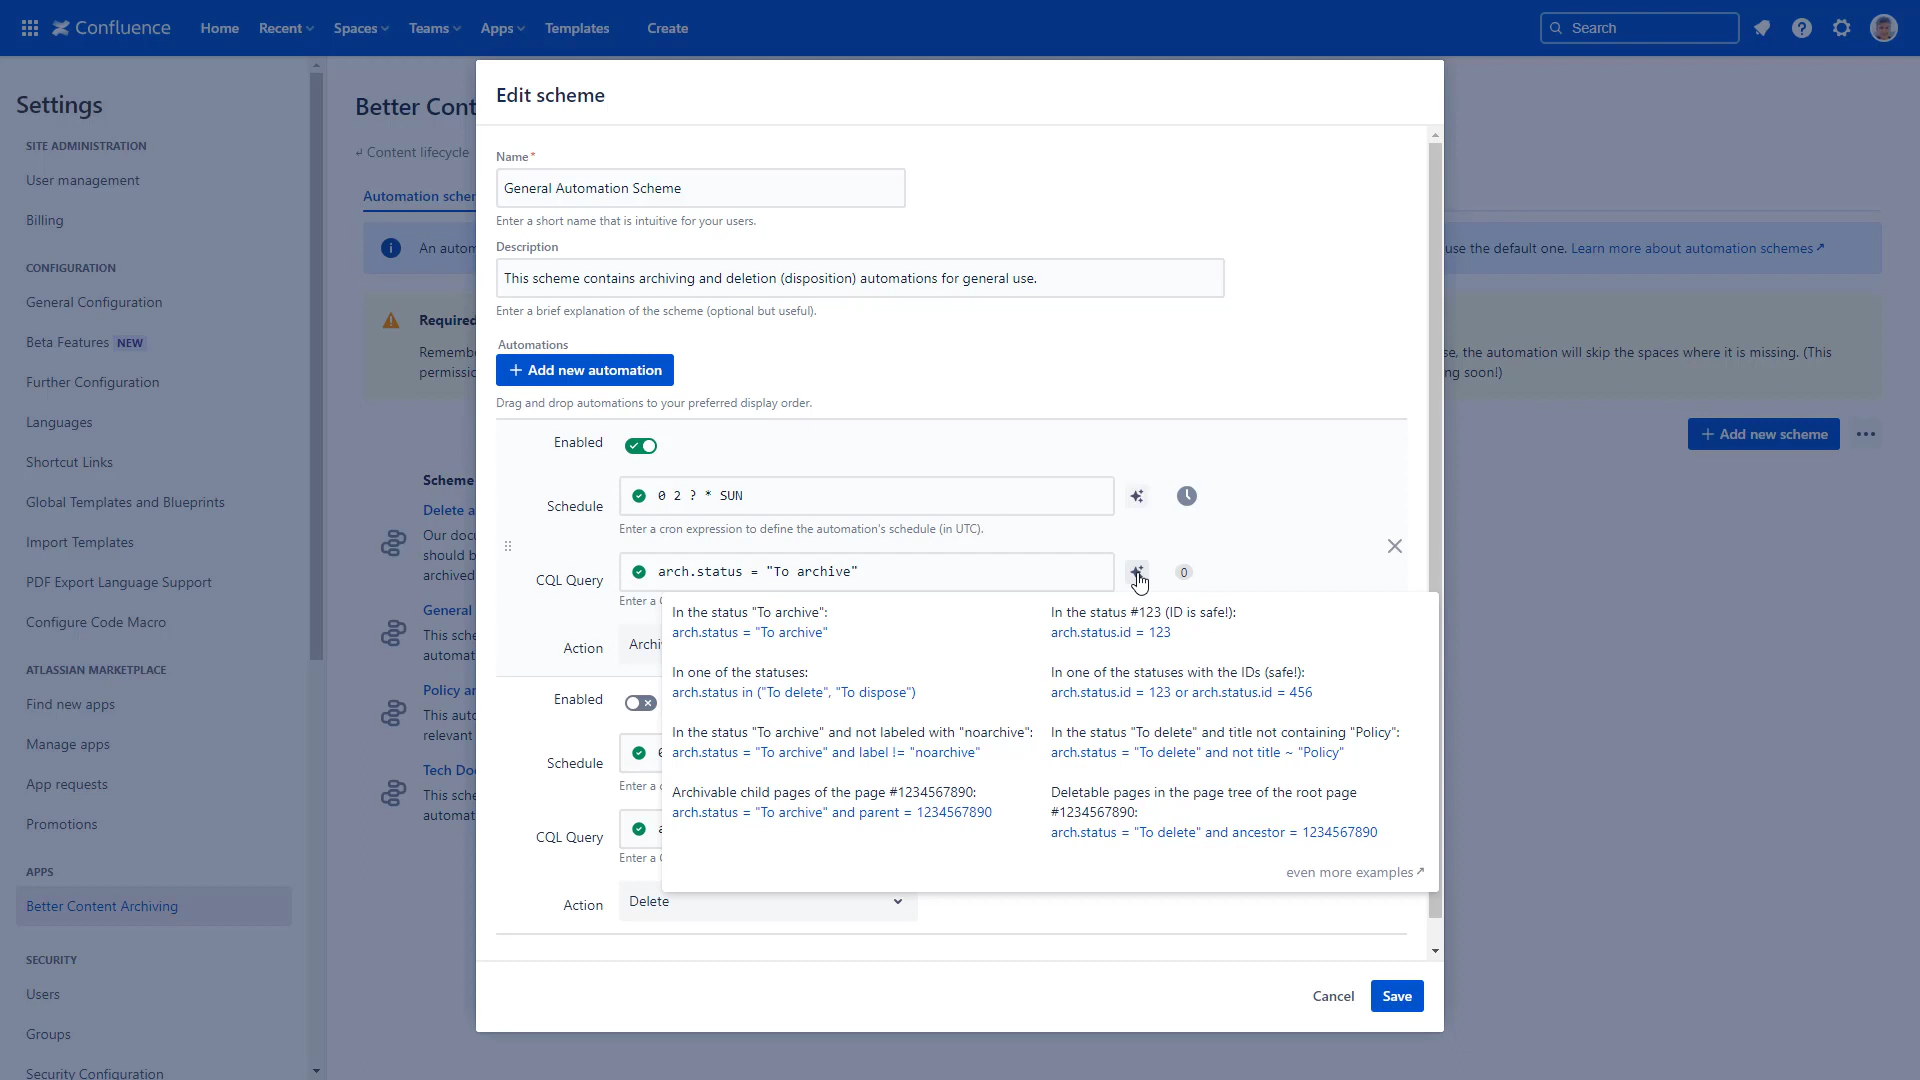 Confluence
Home
Recent
Spaces
Teams
Apps
Templates
Create
Search
Settings
SITE ADMINISTRATION
User management
Billing
CONFIGURATION
General Configuration
Beta Features NEW
Further Configuration
Languages
Shortcut Links
Global Templates and Blueprints
Import Templates
PDF Export Language Support
Configure Code Macro
ATLASSIAN MARKETPLACE
Find new apps
Manage apps
App requests
Promotions
APPS
Better Content Archiving
SECURITY
Users
Groups
Security Configuration
Better Cont
Content lifecycle
Automation schem
An autom
use the default one. Learn more about automation schemes
Required
Rememb
se, the automation will skip the spaces where it is missing. (This
permissio
ng soon!)
+ Add new scheme
Scheme
Delete a
Our docu
should b
archived
General
This sche
automat
Policy an
This auto
relevant
Tech Do
This sche
automat
Edit scheme
Name*
General Automation Scheme
Enter a short name that is intuitive for your users.
Description
This scheme contains archiving and deletion (disposition) automations for general use.
Enter a brief explanation of the scheme (optional but useful).
Automations
+ Add new automation
Drag and drop automations to your preferred display order.
Enabled
Schedule
0 2 ? * SUN
Enter a cron expression to define the automation's schedule (in UTC).
CQL Query
arch.status = "To archive"
0
Enter a C
Action
Archi
In the status "To archive":
arch.status = "To archive"
In the status #123 (ID is safe!):
arch.status.id = 123
In one of the statuses:
arch.status in ("To delete", "To dispose")
In one of the statuses with the IDs (safe!):
arch.status.id = 123 or arch.status.id = 456
In the status "To archive" and not labeled with "noarchive":
arch.status = "To archive" and label != "noarchive"
In the status "To delete" and title not containing "Policy":
arch.status = "To delete" and not title ~ "Policy"
Archivable child pages of the page #1234567890:
arch.status = "To archive" and parent = 1234567890
Deletable pages in the page tree of the root page
#1234567890:
arch.status = "To delete" and ancestor = 1234567890
even more examples
Enabled
Schedule
Enter a c
CQL Query
Enter a C
Action
Delete
Cancel
Save